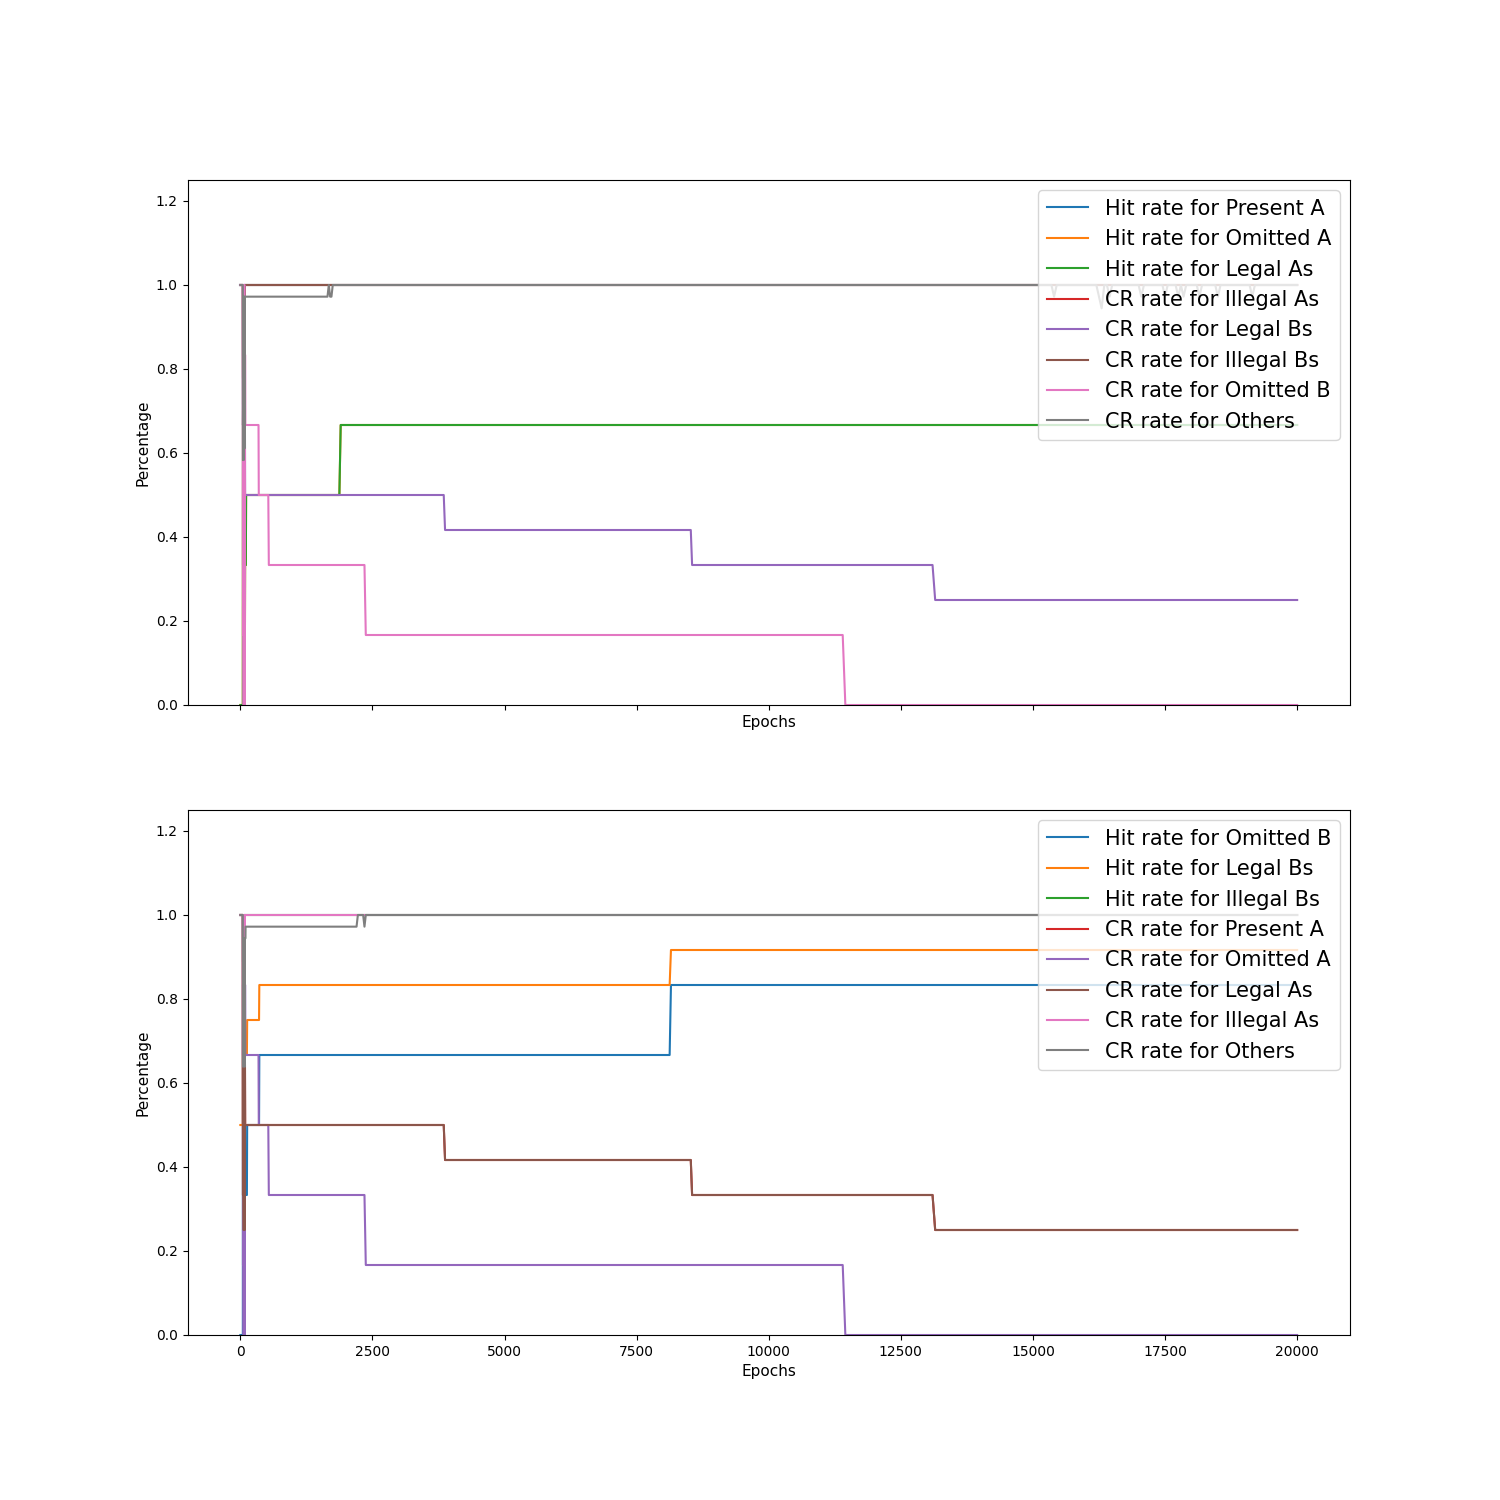 1.2
1.0
0.8
0.6
0.4
0.2
0.0
Percentage
Epochs
Hit rate for Present A
Hit rate for Omitted A
Hit rate for Legal As
CR rate for Illegal As
CR rate for Legal Bs
CR rate for Illegal Bs
CR rate for Omitted B
CR rate for Others
1.2
1.0
0.8
0.6
0.4
0.2
0.0
Percentage
Hit rate for Omitted B
Hit rate for Legal Bs
Hit rate for Illegal Bs
CR rate for Present A
CR rate for Omitted A
CR rate for Legal As
CR rate for Illegal As
CR rate for Others
0 2500 5000 7500 10000 12500 15000 17500 20000
Epochs